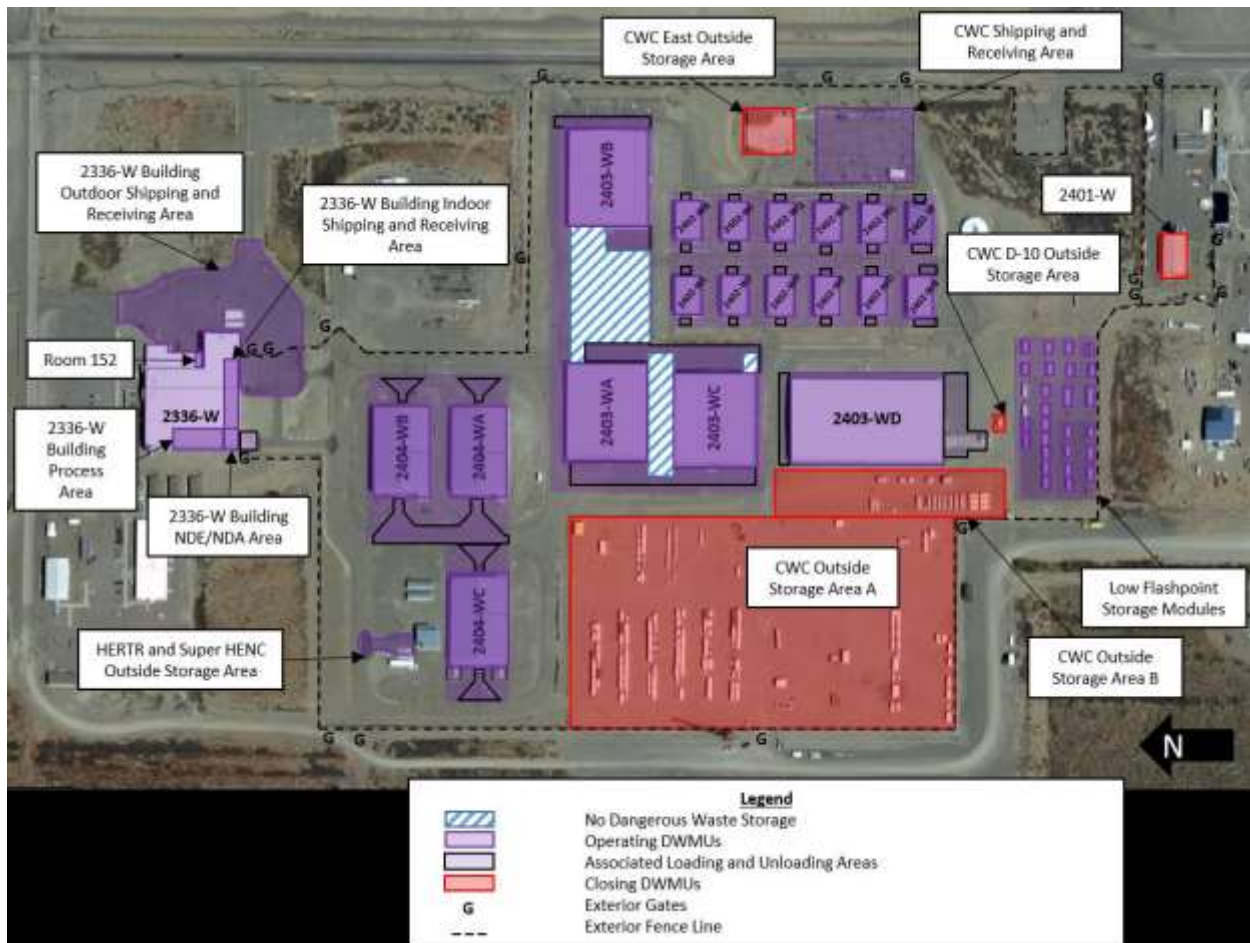 CWC East Outside
Storage Area
CWC Shipping and
Receiving Area
G
G
G
G
2336-W Building
Outdoor Shipping and
Receiving Area
2336-W Building Indoor
Shipping and Receiving
Area
2403-WB
2401-W
CWC D-10 Outside
Storage Area
G
G
G
G
G
G
G
G
Room 152
2336-W
2336-W
Building
Process
Area
2404-WB
2404-WA
2403-WA
2403-WC
2403-WD
G
2336-W Building
NDE/NDA Area
G
CWC Outside
Storage Area A
Low Flashpoint
Storage Modules
2404-WC
HERTR and Super HENC
Outside Storage Area
CWC Outside
Storage Area B
G
G
G
N
Legend
No Dangerous Waste Storage
Operating DWMUs
Associated Loading and Unloading Areas
Closing DWMUs
G
Exterior Gates
Exterior Fence Line